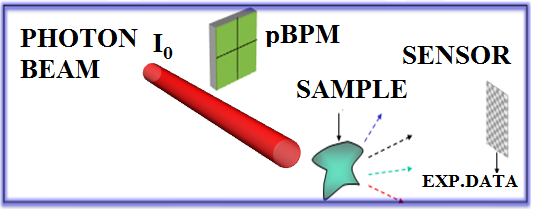 PHOTON
BEAM
I0
pBPM
SENSOR
SAMPLE
EXP.DATA